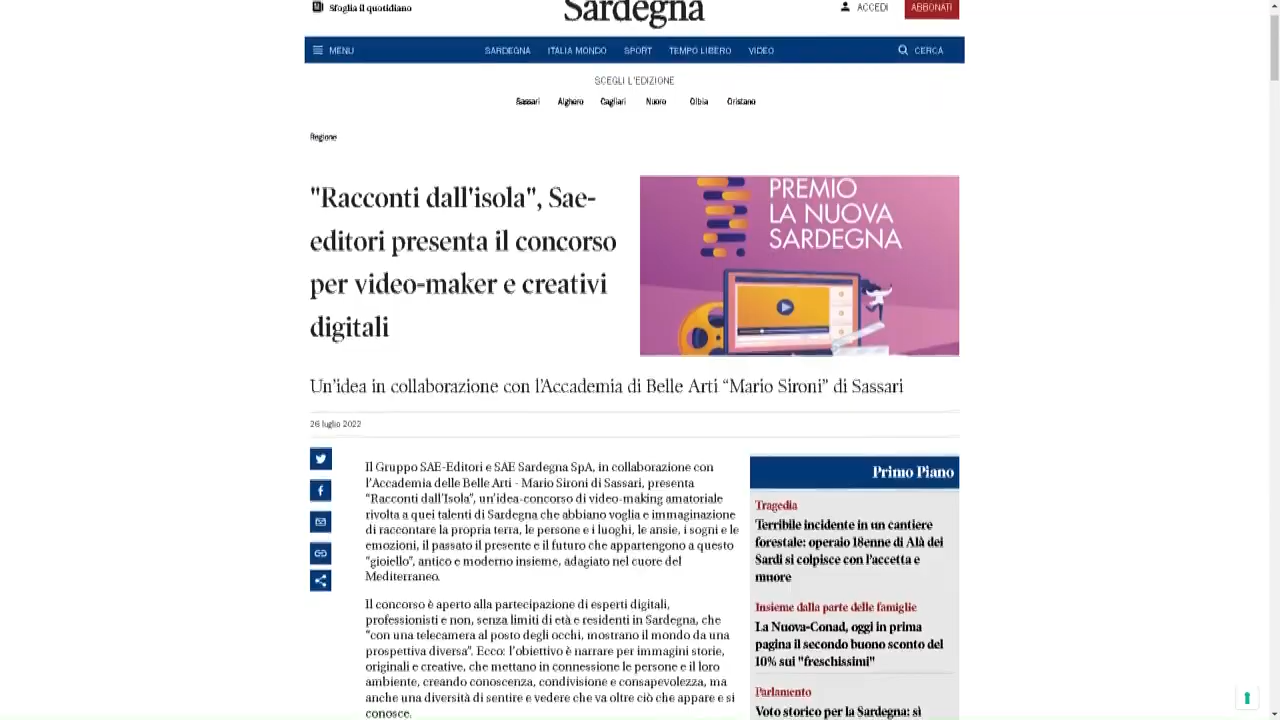 Sfoglia il quotidiano
Sardegna
ACCEDI
ABBONATI
MENU
SARDEGNA
ITALIA MONDO
SPORT
TEMPO LIBERO
VIDEO
CERCA
SCEGLI L'EDIZIONE
Sassari
Alghero
Cagliari
Nuoro
Olbia
Oristano
Regione
"Racconti dall'isola", Sae-
editori presenta il concorso
per video-maker e creativi
digitali
PREMIO
LA NUOVA
SARDEGNA
Un’idea in collaborazione con l’Accademia di Belle Arti “Mario Sironi” di Sassari
26 luglio 2022
Il Gruppo SAE-Editori e SAE Sardegna SpA, in collaborazione con
l’Accademia delle Belle Arti - Mario Sironi di Sassari, presenta
“Racconti dall’Isola”, un’idea-concorso di video-making amatoriale
rivolta a quei talenti di Sardegna che abbiano voglia e immaginazione
di raccontare la propria terra, le persone e i luoghi, le ansie, i sogni e le
emozioni, il passato il presente e il futuro che appartengono a questo
“gioiello”, antico e moderno insieme, adagiato nel cuore del
Mediterraneo.
Il concorso è aperto alla partecipazione di esperti digitali,
professionisti e non, senza limiti di età e residenti in Sardegna, che
“con una telecamera al posto degli occhi, mostrano il mondo da una
prospettiva diversa”. Ecco: l’obiettivo è narrare per immagini storie,
originali e creative, che mettano in connessione le persone e il loro
ambiente, creando conoscenza, condivisione e consapevolezza, ma
anche una diversità di sentire e vedere che va oltre ciò che appare e si
conosce.
Primo Piano
Tragedia
Terribile incidente in un cantiere
forestale: operaio 18enne di Alà dei
Sardi si colpisce con l’accetta e
muore
Insieme dalla parte delle famiglie
La Nuova-Conad, oggi in prima
pagina il secondo buono sconto del
10% sui "freschissimi"
Parlamento
Voto storico per la Sardegna: sì